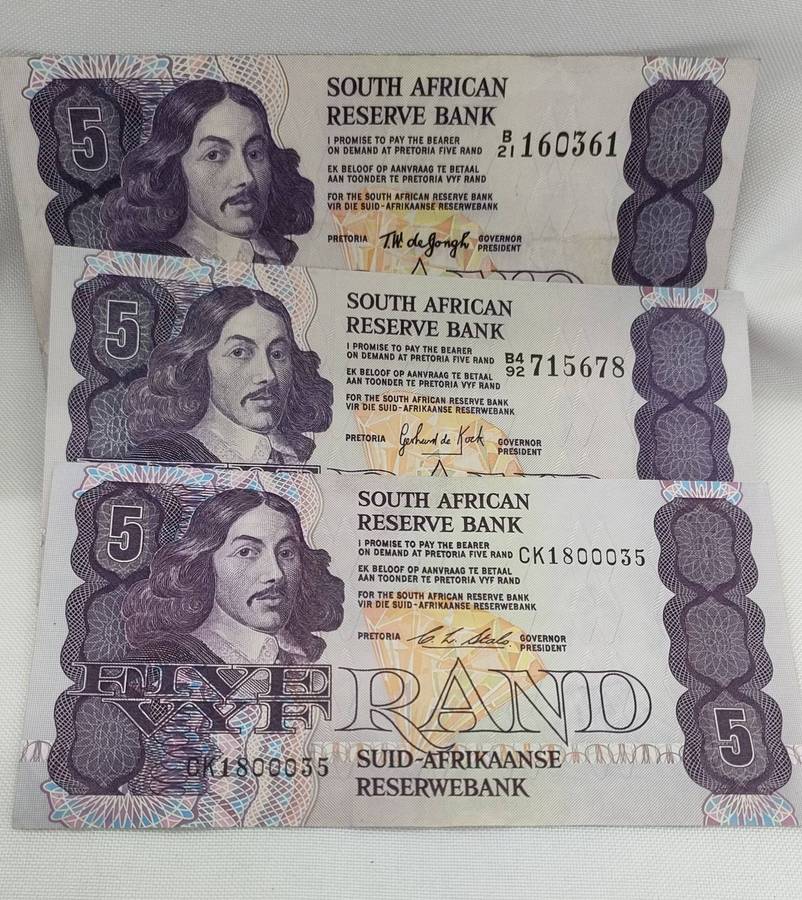 5
SOUTH AFRICAN
RESERVE BANK
I PROMISE TO PAY THE BEARER
ON DEMAND AT PRETORIA FIVE RAND
B
21 160361
EK BELOOF OP AANVRAAG TE BETAAL
AAN TOONDER TE PRETORIA VYF RAND
FOR THE SOUTH AFRICAN RESERVE BANK
VIR DIE SUID-AFRIKAANSE RESERWEBANK
PRETORIA T.W. de Jongh GOVERNOR
PRESIDENT
5
SOUTH AFRICAN
RESERVE BANK
I PROMISE TO PAY THE BEARER
ON DEMAND AT PRETORIA FIVE RAND
B4
92 715678
EK BELOOF OP AANVRAAG TE BETAAL
AAN TOONDER TE PRETORIA VYF RAND
FOR THE SOUTH AFRICAN RESERVE BANK
VIR DIE SUID-AFRIKAANSE RESERWEBANK
PRETORIA Gerhard de Kock GOVERNOR
PRESIDENT
5
SOUTH AFRICAN
RESERVE BANK
I PROMISE TO PAY THE BEARER
ON DEMAND AT PRETORIA FIVE RAND CK1800035
EK BELOOF OP AANVRAAG TE BETAAL
AAN TOONDER TE PRETORIA VYF RAND
FOR THE SOUTH AFRICAN RESERVE BANK
VIR DIE SUID-AFRIKAANSE RESERWEBANK
PRETORIA C. L. Stals. GOVERNOR
PRESIDENT
FIVE
VYF RAND
5
CK1800035
SUID-AFRIKAANSE
RESERWEBANK